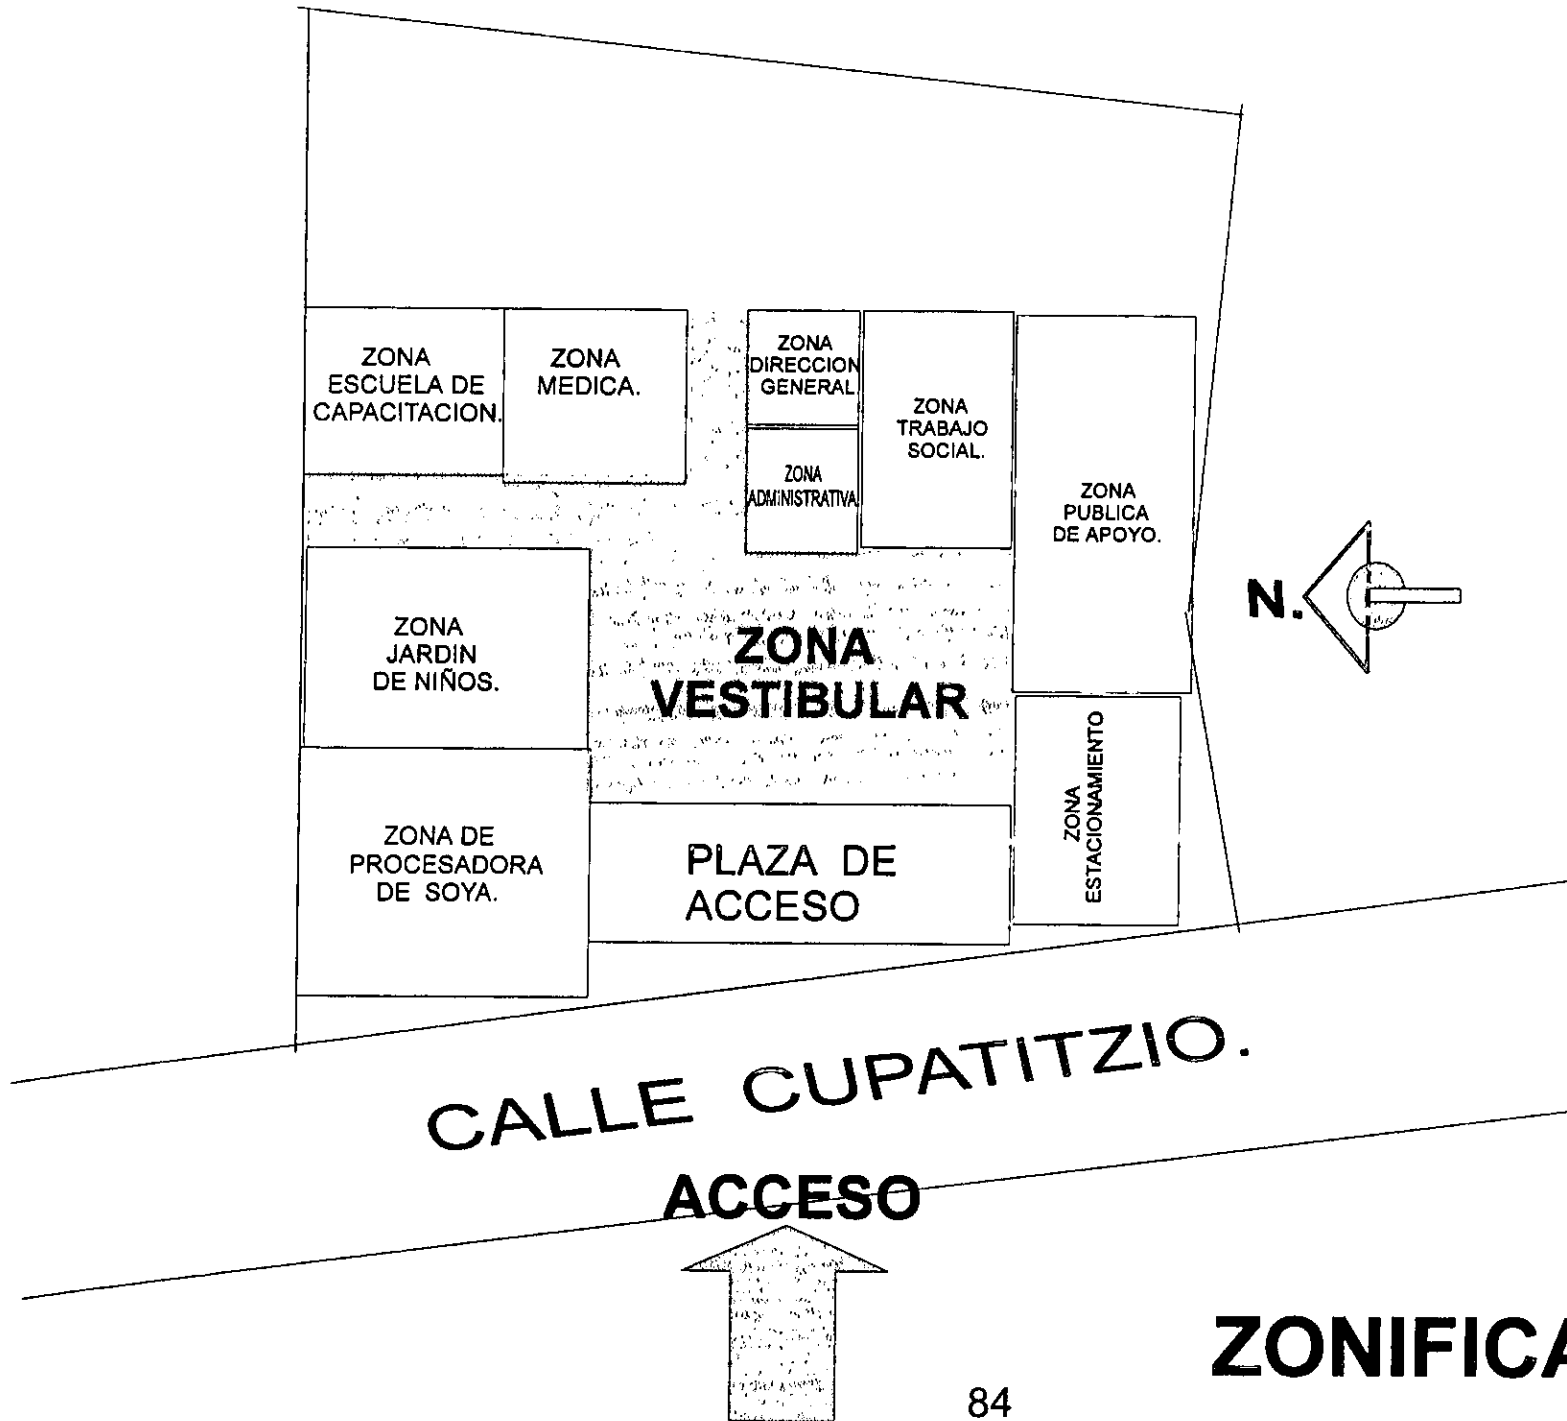 ZONA
ESCUELA DE
CAPACITACION.
ZONA
MEDICA.
ZONA
DIRECCION
GENERAL
ZONA
ADMINISTRATIVA
ZONA
TRABAJO
SOCIAL.
ZONA
PUBLICA
DE APOYO.
N.
ZONA
JARDIN
DE NIÑOS.
ZONA
VESTIBULAR
ZONA
ESTACIONAMIENTO
ZONA DE
PROCESADORA
DE SOYA.
PLAZA DE
ACCESO
CALLE CUPATITZIO.
ACCESO
ZONIFICA
84